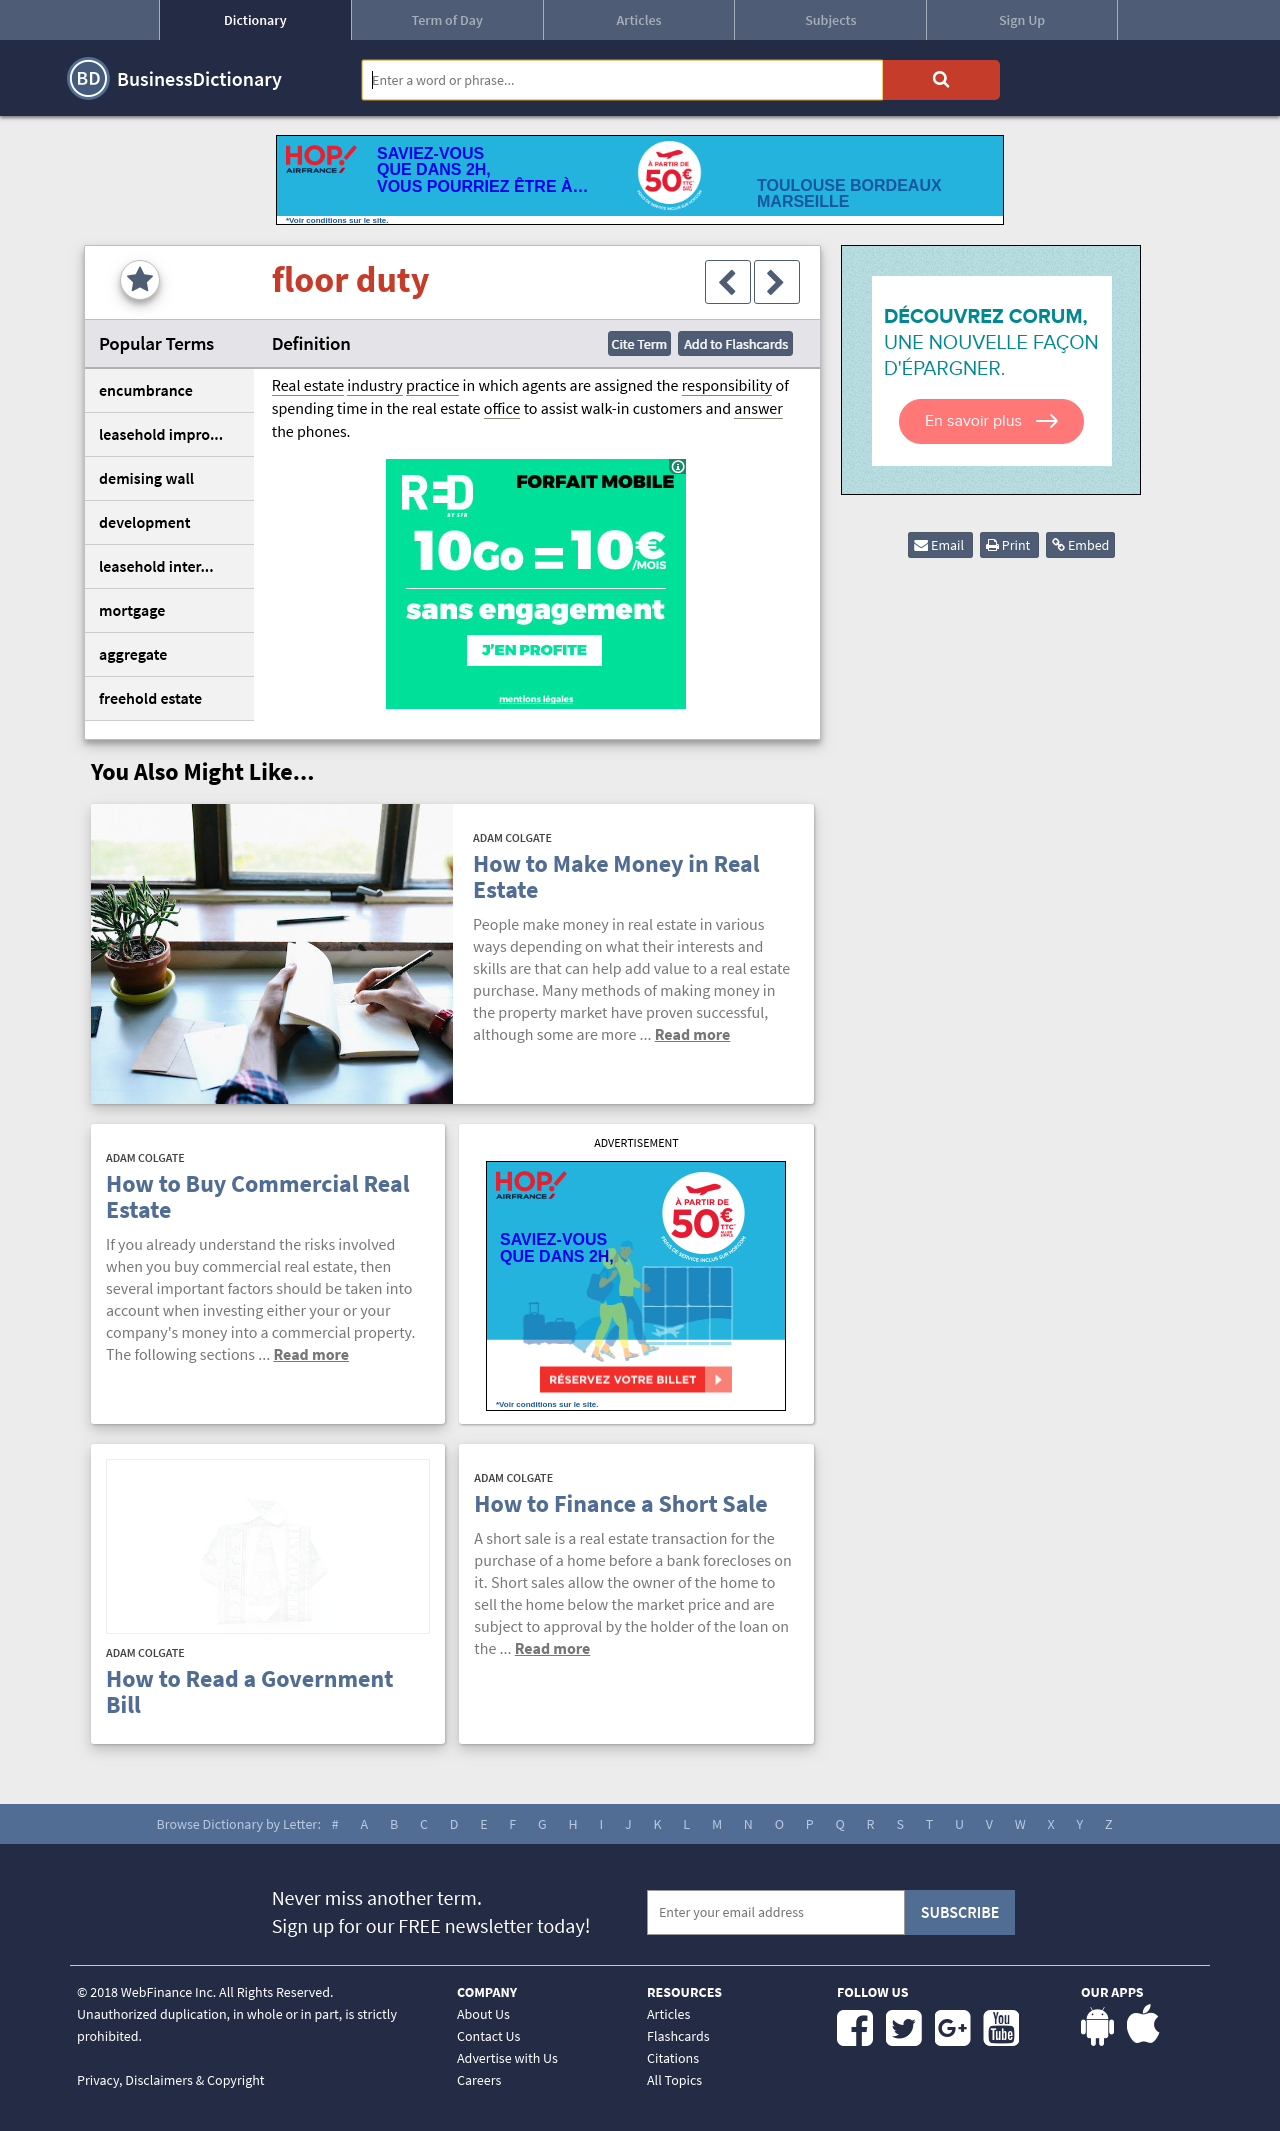 Dictionary
Term of Day
Articles
Subjects
Sign Up
BD BusinessDictionary
Enter a word or phrase...
HOP!
AIRFRANCE
SAVIEZ-VOUS
QUE DANS 2H,
VOUS POURRIEZ ÊTRE À...
À PARTIR DE
50€
TTC*
TOULOUSE BORDEAUX
MARSEILLE
*Voir conditions sur le site.
floor duty
Popular Terms
Definition
Cite Term
Add to Flashcards
encumbrance
leasehold impro...
demising wall
development
leasehold inter...
mortgage
aggregate
freehold estate
Real estate industry practice in which agents are assigned the responsibility of
spending time in the real estate office to assist walk-in customers and answer
the phones.
RED
BY SFR
FORFAIT MOBILE
10Go = 10€
/MOIS
sans engagement
J'EN PROFITE
mentions légales
DÉCOUVREZ CORUM,
UNE NOUVELLE FAÇON
D'ÉPARGNER.
En savoir plus
Email
Print
Embed
You Also Might Like...
ADAM COLGATE
How to Make Money in Real
Estate
People make money in real estate in various
ways depending on what their interests and
skills are that can help add value to a real estate
purchase. Many methods of making money in
the property market have proven successful,
although some are more ... Read more
ADAM COLGATE
How to Buy Commercial Real
Estate
If you already understand the risks involved
when you buy commercial real estate, then
several important factors should be taken into
account when investing either your or your
company's money into a commercial property.
The following sections ... Read more
ADVERTISEMENT
HOP!
AIRFRANCE
À PARTIR DE
50€
TTC*
ALLER
SIMPLE
FRAIS DE SERVICE INCLUS SUR HOP.COM
SAVIEZ-VOUS
QUE DANS 2H,
RÉSERVEZ VOTRE BILLET
*Voir conditions sur le site.
ADAM COLGATE
How to Read a Government
Bill
ADAM COLGATE
How to Finance a Short Sale
A short sale is a real estate transaction for the
purchase of a home before a bank forecloses on
it. Short sales allow the owner of the home to
sell the home below the market price and are
subject to approval by the holder of the loan on
the ... Read more
Browse Dictionary by Letter: # A B C D E F G H I J K L M N O P Q R S T U V W X Y Z
Never miss another term.
Sign up for our FREE newsletter today!
Enter your email address
SUBSCRIBE
© 2018 WebFinance Inc. All Rights Reserved.
Unauthorized duplication, in whole or in part, is strictly
prohibited.
Privacy, Disclaimers & Copyright
COMPANY
About Us
Contact Us
Advertise with Us
Careers
RESOURCES
Articles
Flashcards
Citations
All Topics
FOLLOW US
G+
You
Tube
OUR APPS